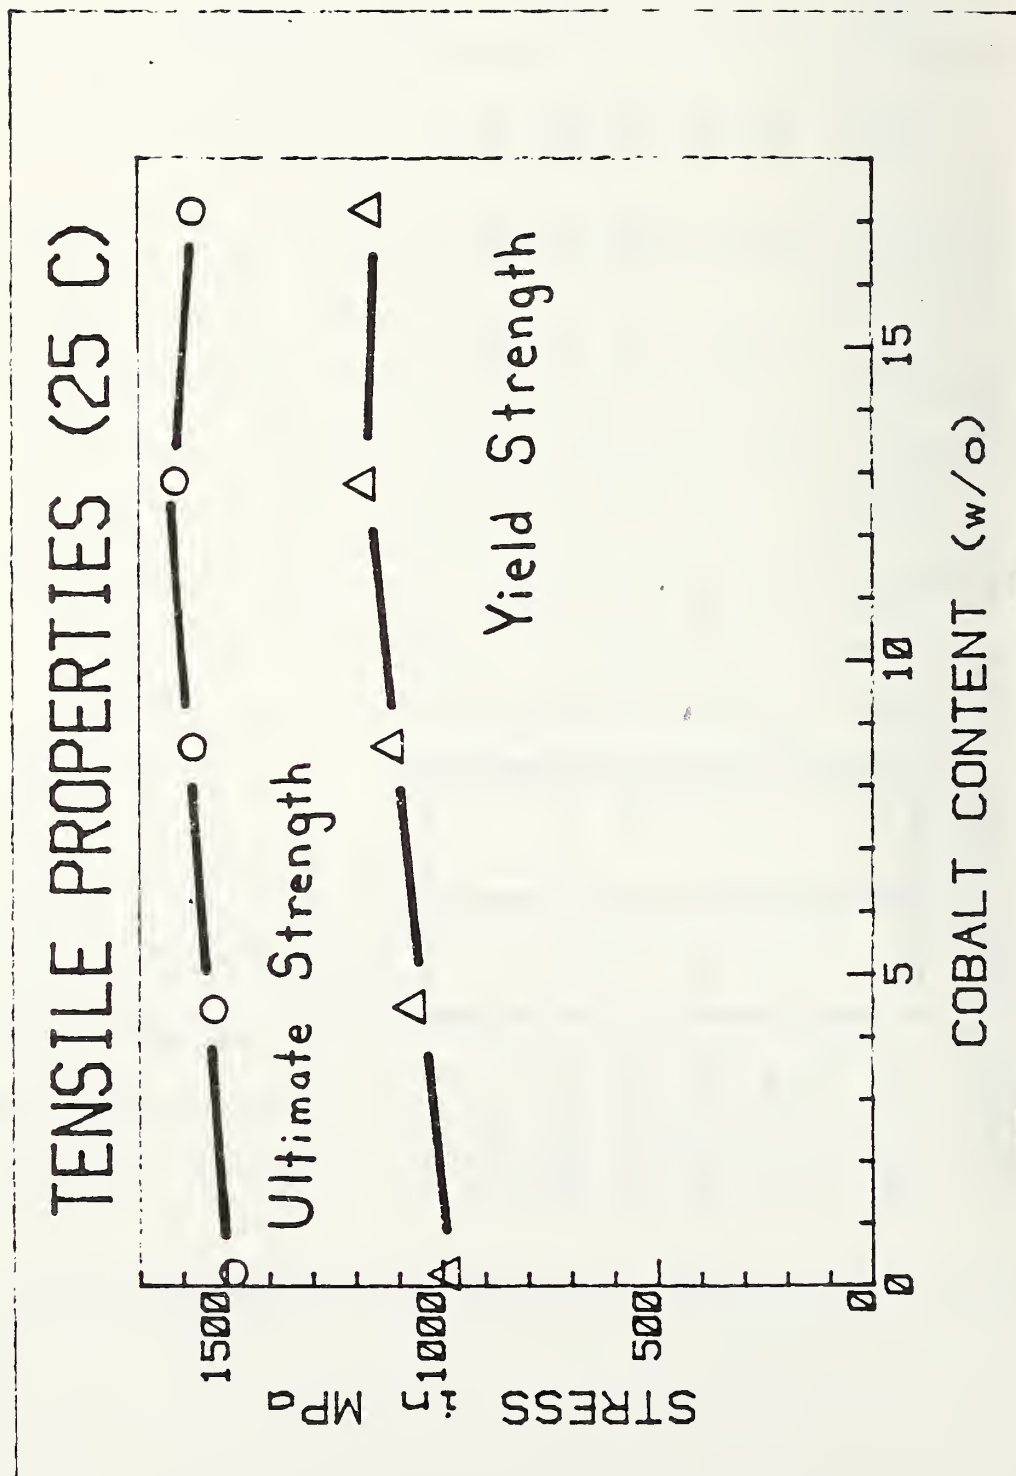 TENSILE PROPERTIES (25 C)
STRESS in
MPa
1500
1000
500
0
Ultimate Strength
Yield Strength
0
5
10
15
COBALT CONTENT (w/o)